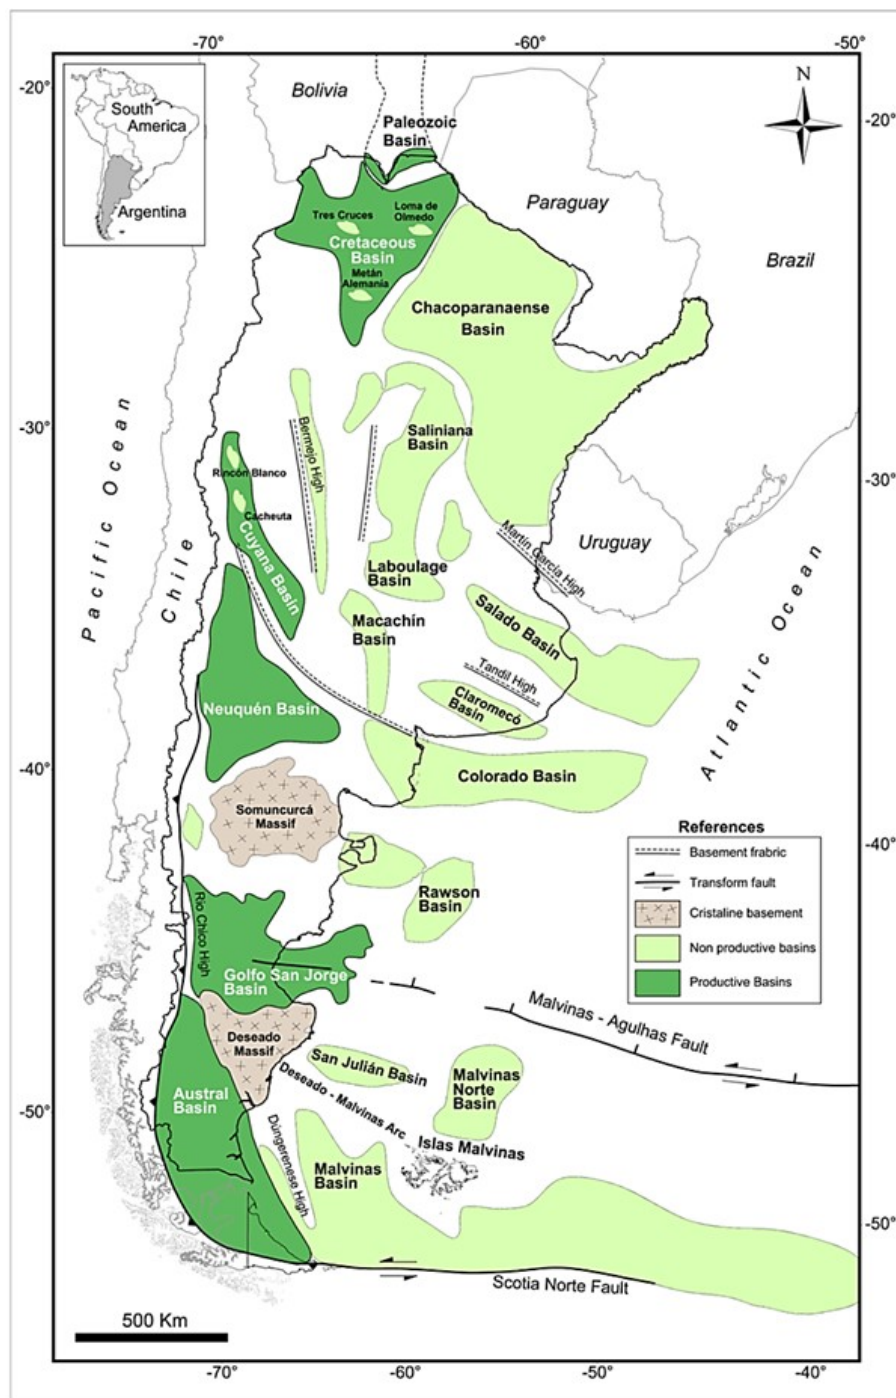 -70°
-60°
-50°
-20°
South
America
Argentina
Bolivia
Paleozoic
Basin
N
-20°
Paraguay
Tres Cruces
Loma de
Olmedo
Cretaceous
Basin
Metán
Alemanía
Brazil
Chacoparanaense
Basin
-30°
Bermejo High
Saliniana
Basin
-30°
Rincón Blanco
Cacheuta
Cuyana Basin
Pacific Ocean
Chile
Uruguay
Martín García High
Laboulage
Basin
Macachín
Basin
Salado Basin
Atlantic Ocean
Tandil High
Claromecó
Basin
Neuquén Basin
-40°
Colorado Basin
Somuncurcá
Massif
References
Basement frabric
Transform fault
Cristaline basement
Non productive basins
Productive Basins
-40°
Rawson
Basin
Río Chico High
Golfo San Jorge
Basin
Malvinas - Agulhas Fault
Deseado
Massif
San Julián Basin
Malvinas
Norte
Basin
-50°
Austral
Basin
Deseado - Malvinas Arc
Islas Malvinas
Dungerenese High
Malvinas
Basin
-50°
Scotia Norte Fault
500 Km
-70°
-60°
-50°
-40°